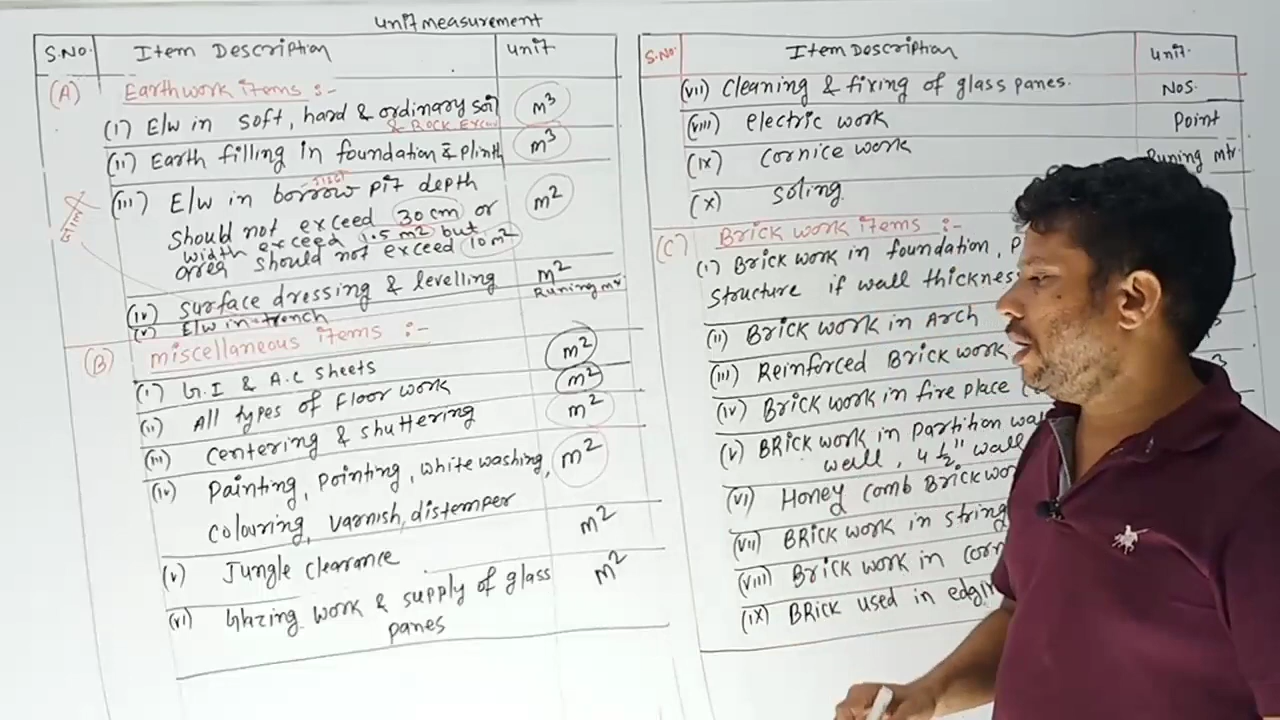 unit measurement
S.NO. Item Description unit
(A) Earthwork items :-
(i) E/w in soft, hard & ordinary soil m³
& Rock Exca
(ii) Earth filling in foundation & Plinth m³
(iii) E/w in borrow pit depth m²
should not exceed 30 cm or
width exceed 1.5 m² but
area should not exceed 10 m²
(iv) surface dressing & levelling m²
(v) E/w in trench Runing mtr
(B) miscellaneous items :-
(i) G.I & A.C sheets m²
(ii) All types of Floor work m²
(iii) centering & shuttering m²
(iv) Painting, Pointing, white washing, m²
colouring, varnish, distemper
(v) Jungle clearance m²
(vi) Glazing work & supply of glass m²
panes
S.NO. Item Description unit.
(vii) Cleaning & fixing of glass panes. Nos.
(viii) electric work Point
(ix) cornice work Runing mtr.
(x) soling
(C) Brick work items :-
(i) Brick work in foundation,
structure if wall thickness
(ii) Brick work in Arch
(iii) Reinforced Brick work
(iv) Brick work in fire place
(v) BRick work in Partition
wall, 4 ½" wall
(vi) Honey comb Brick
(vii) BRick work in string
(viii) Brick work in
(ix) BRick used in